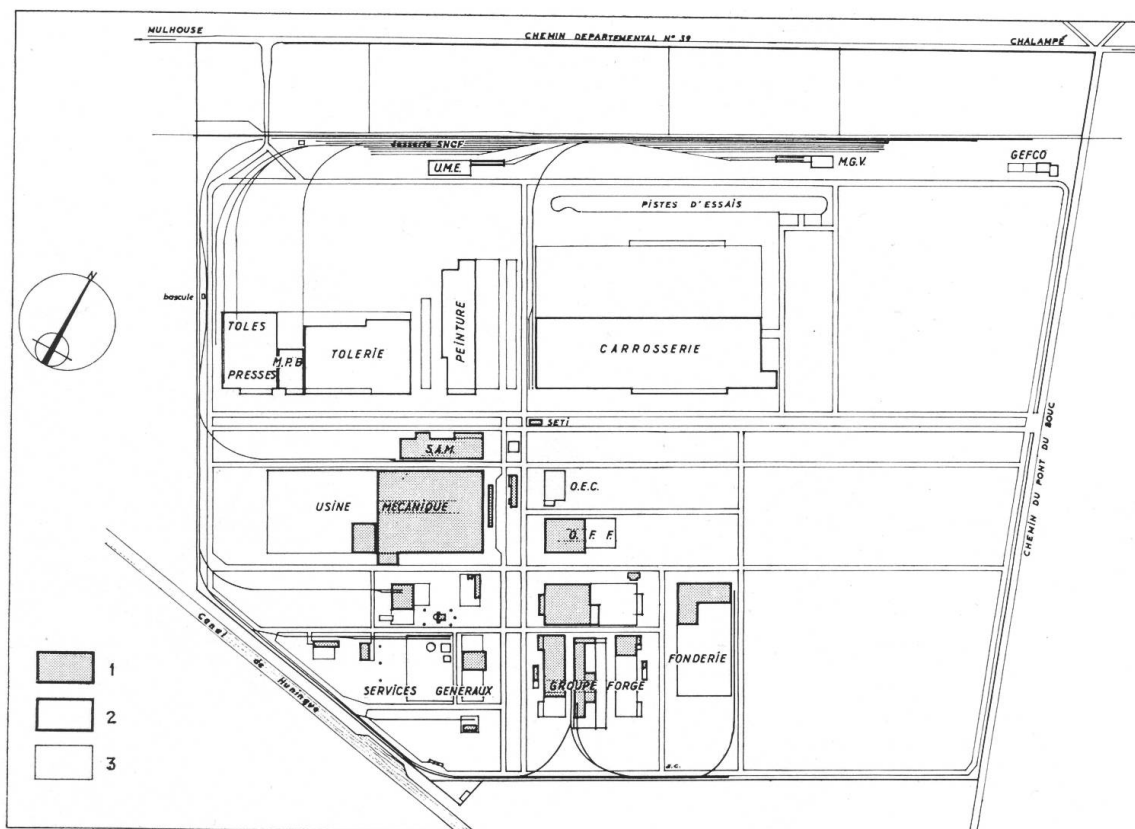 MULHOUSE
CHEMIN DEPARTEMENTAL N° 39
CHALAMPÉ
desserte SNCF
U.M.E.
M.G.V.
GEFCO
PISTES D'ESSAIS
N
bascule
TOLES
PRESSES
M.P.B
TOLERIE
PEINTURE
CARROSSERIE
SETI
S.A.M.
USINE MECANIQUE
O.E.C.
O. F. F.
CHEMIN DU PONT DU BOUC
Canal de Huningue
SERVICES GENERAUX
GROUPE FORGE
FONDERIE
1
2
3